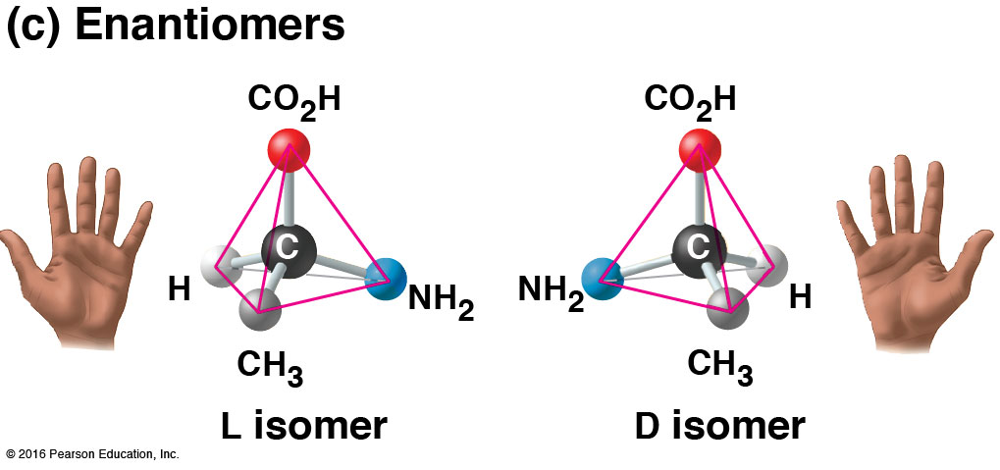 (c) Enantiomers
CO₂H
CO₂H
C
C
H
NH₂
NH₂
H
CH₃
CH₃
L isomer
D isomer
© 2016 Pearson Education, Inc.